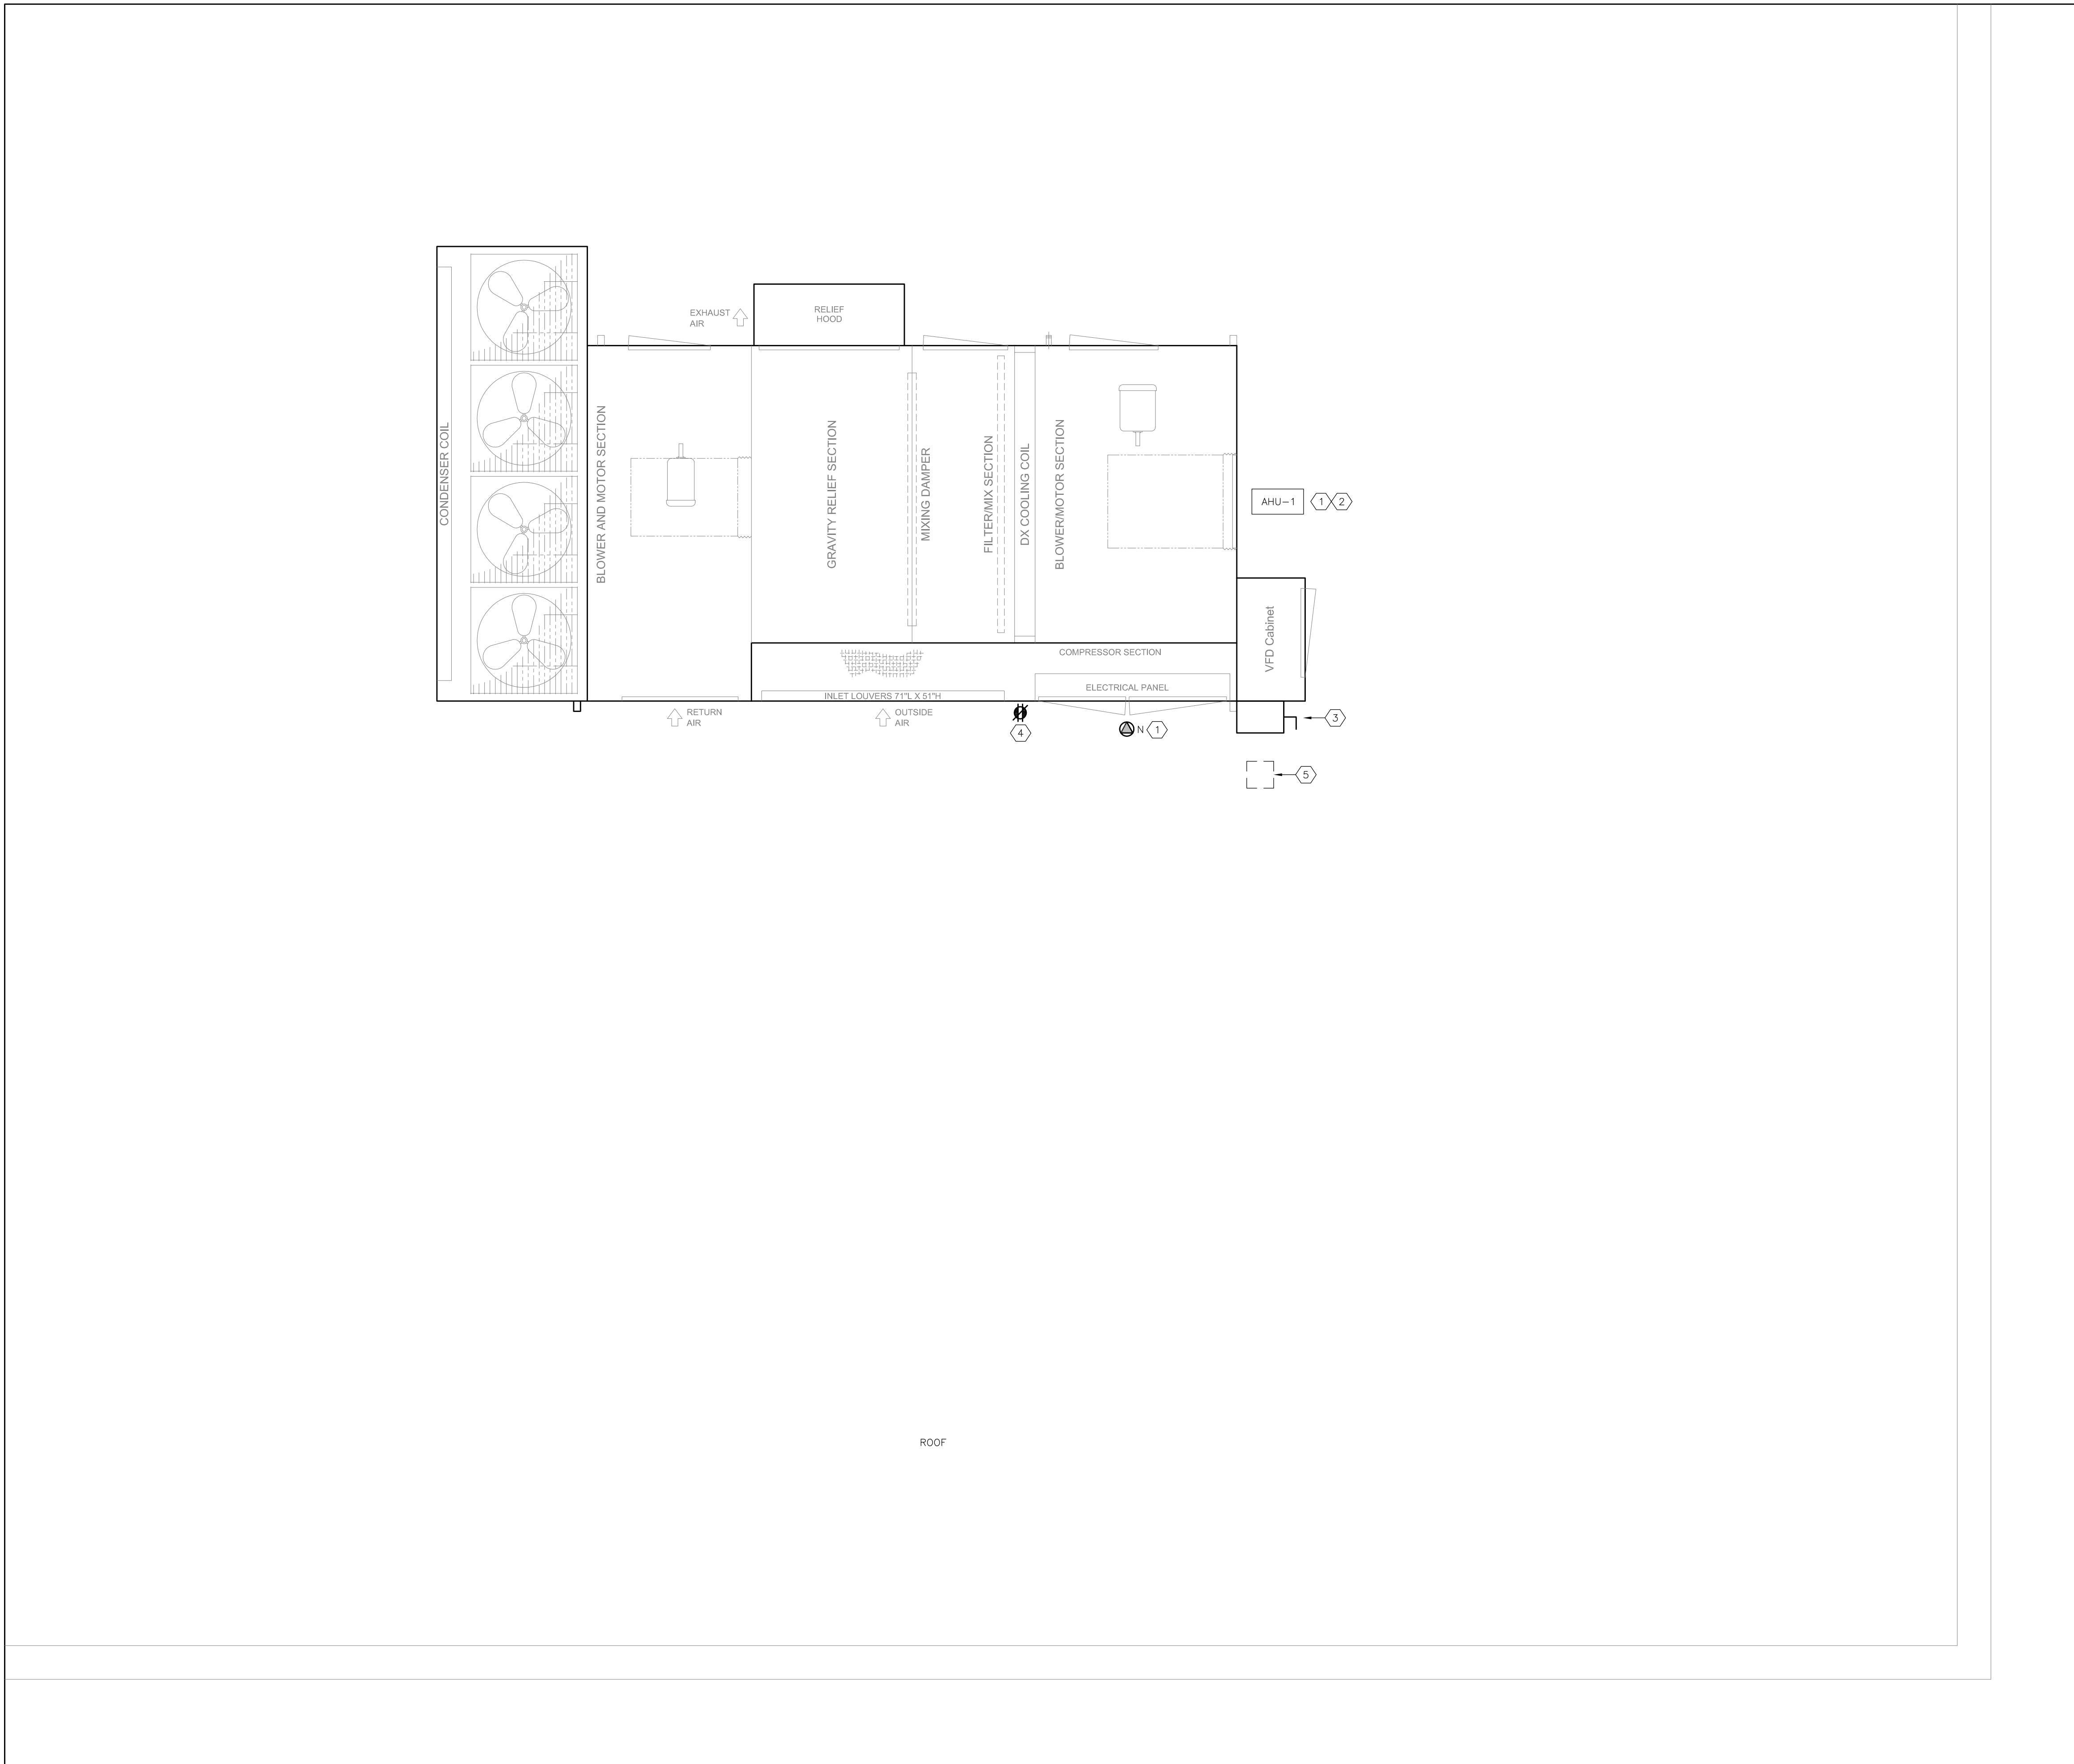 EXHAUST
AIR
RELIEF
HOOD
CONDENSER COIL
BLOWER AND MOTOR SECTION
GRAVITY RELIEF SECTION
MIXING DAMPER
FILTER/MIX SECTION
DX COOLING COIL
BLOWER/MOTOR SECTION
AHU-1
1
2
VFD Cabinet
COMPRESSOR SECTION
ELECTRICAL PANEL
INLET LOUVERS 71"L X 51"H
RETURN
AIR
OUTSIDE
AIR
4
N
1
3
5
ROOF